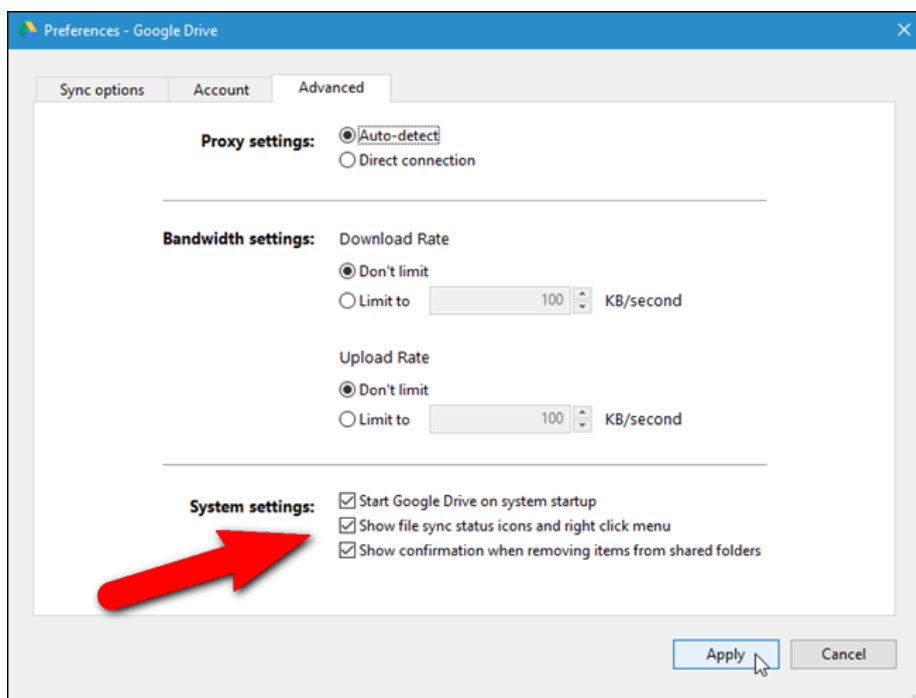 Preferences - Google Drive
Sync options Account Advanced
Proxy settings: Auto-detect
Direct connection
Bandwidth settings: Download Rate
Don't limit
Limit to 100 KB/second
Upload Rate
Don't limit
Limit to 100 KB/second
System settings: Start Google Drive on system startup
Show file sync status icons and right click menu
Show confirmation when removing items from shared folders
Apply Cancel